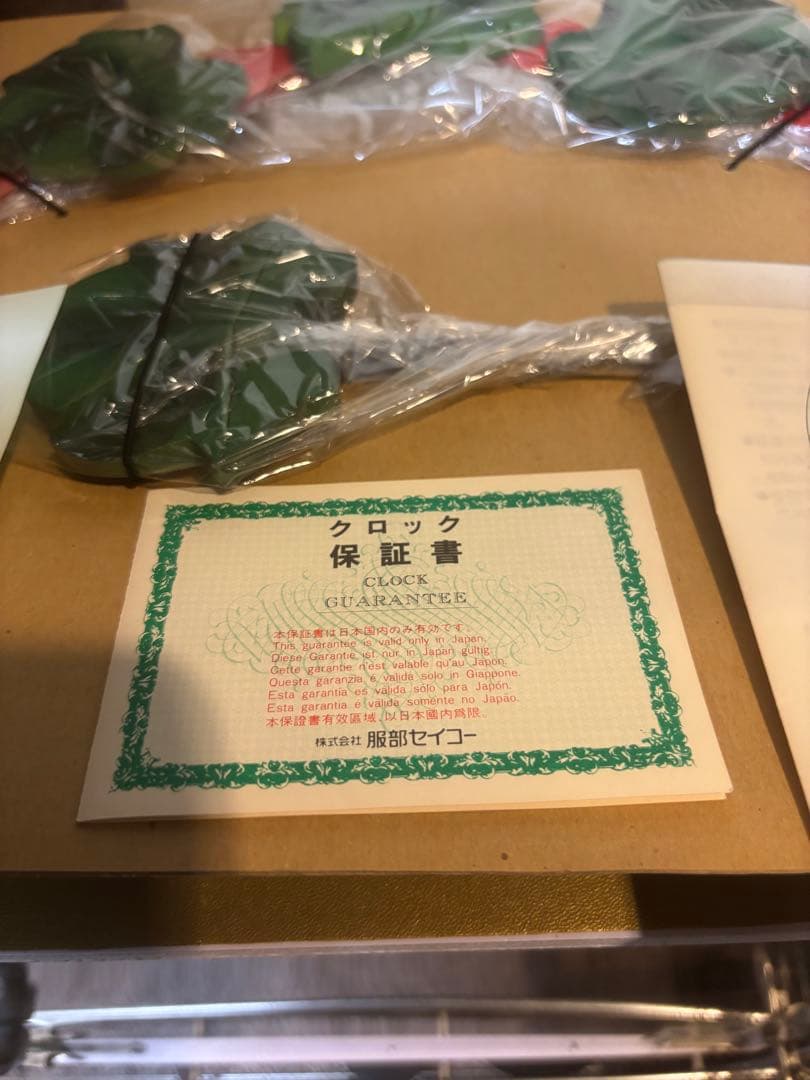 クロック
保証書
CLOCK
GUARANTEE
本保証書は日本国内のみ有効です。
This guarantee is valid only in Japan.
Diese Garantie ist nur in Japan gültig.
Cette garantie n'est valable qu'au Japon.
Questa garanzia é valida solo in Giappone.
Esta garantia es válida sólo para Japón.
Esta garantia é valida somente no Japão.
本保證書有效區域，以日本國内爲限。
株式会社 服部セイコー